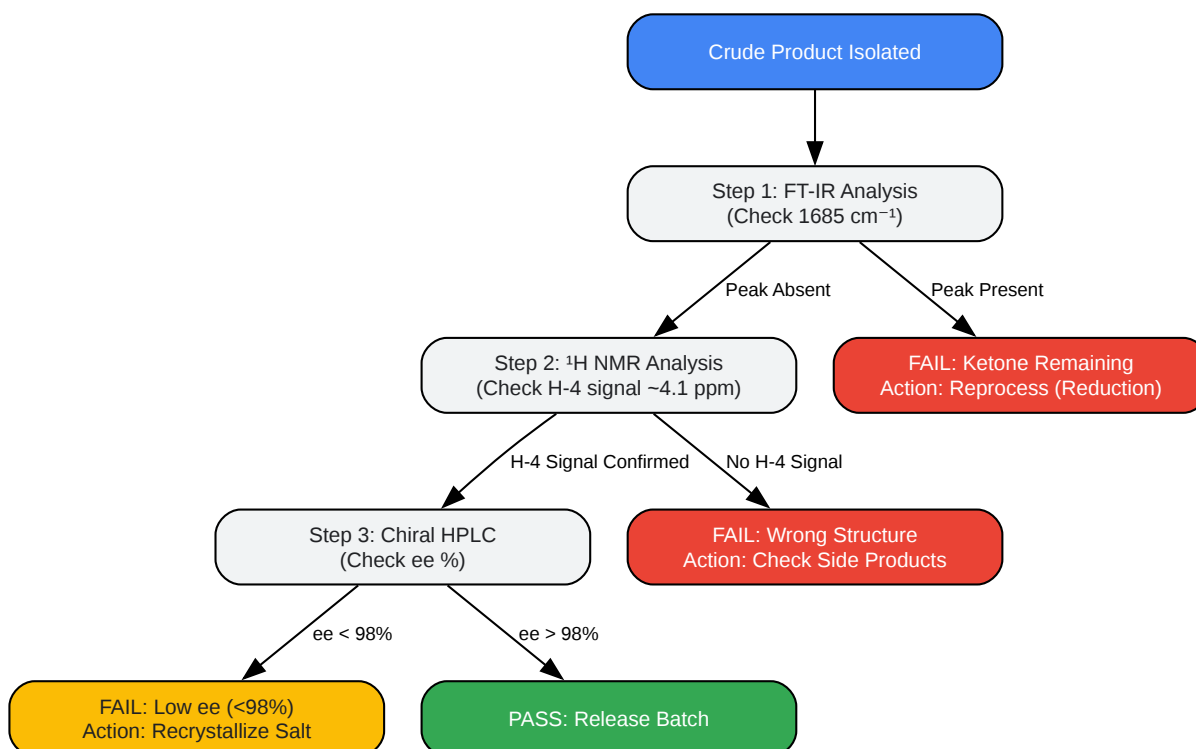 Crude Product Isolated
Step 1: FT-IR Analysis
(Check 1685 cm⁻¹)
Peak Absent
Peak Present
Step 2: ¹H NMR Analysis
(Check H-4 signal ~4.1 ppm)
FAIL: Ketone Remaining
Action: Reprocess (Reduction)
H-4 Signal Confirmed
No H-4 Signal
Step 3: Chiral HPLC
(Check ee %)
FAIL: Wrong Structure
Action: Check Side Products
ee < 98%
ee > 98%
FAIL: Low ee (<98%)
Action: Recrystallize Salt
PASS: Release Batch